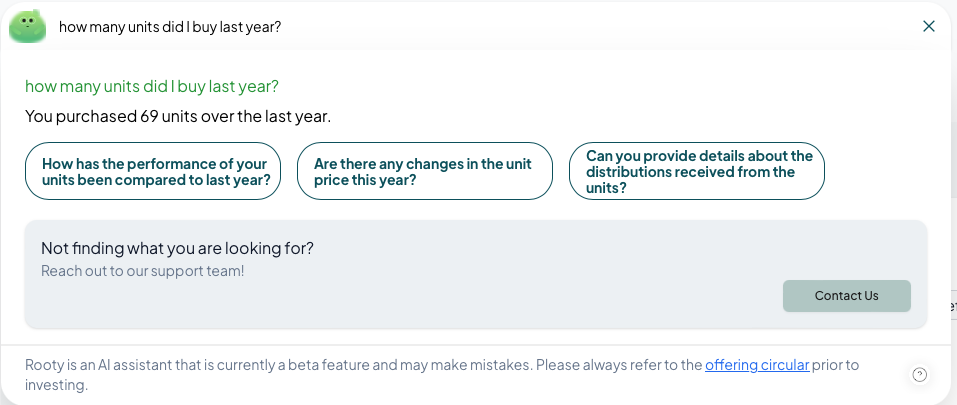 how many units did I buy last year?
how many units did I buy last year?
You purchased 69 units over the last year.
How has the performance of your
units been compared to last year?
Are there any changes in the unit
price this year?
Can you provide details about the
distributions received from the
units?
Not finding what you are looking for?
Reach out to our support team!
Contact Us
Rooty is an AI assistant that is currently a beta feature and may make mistakes. Please always refer to the offering circular prior to
investing.
?